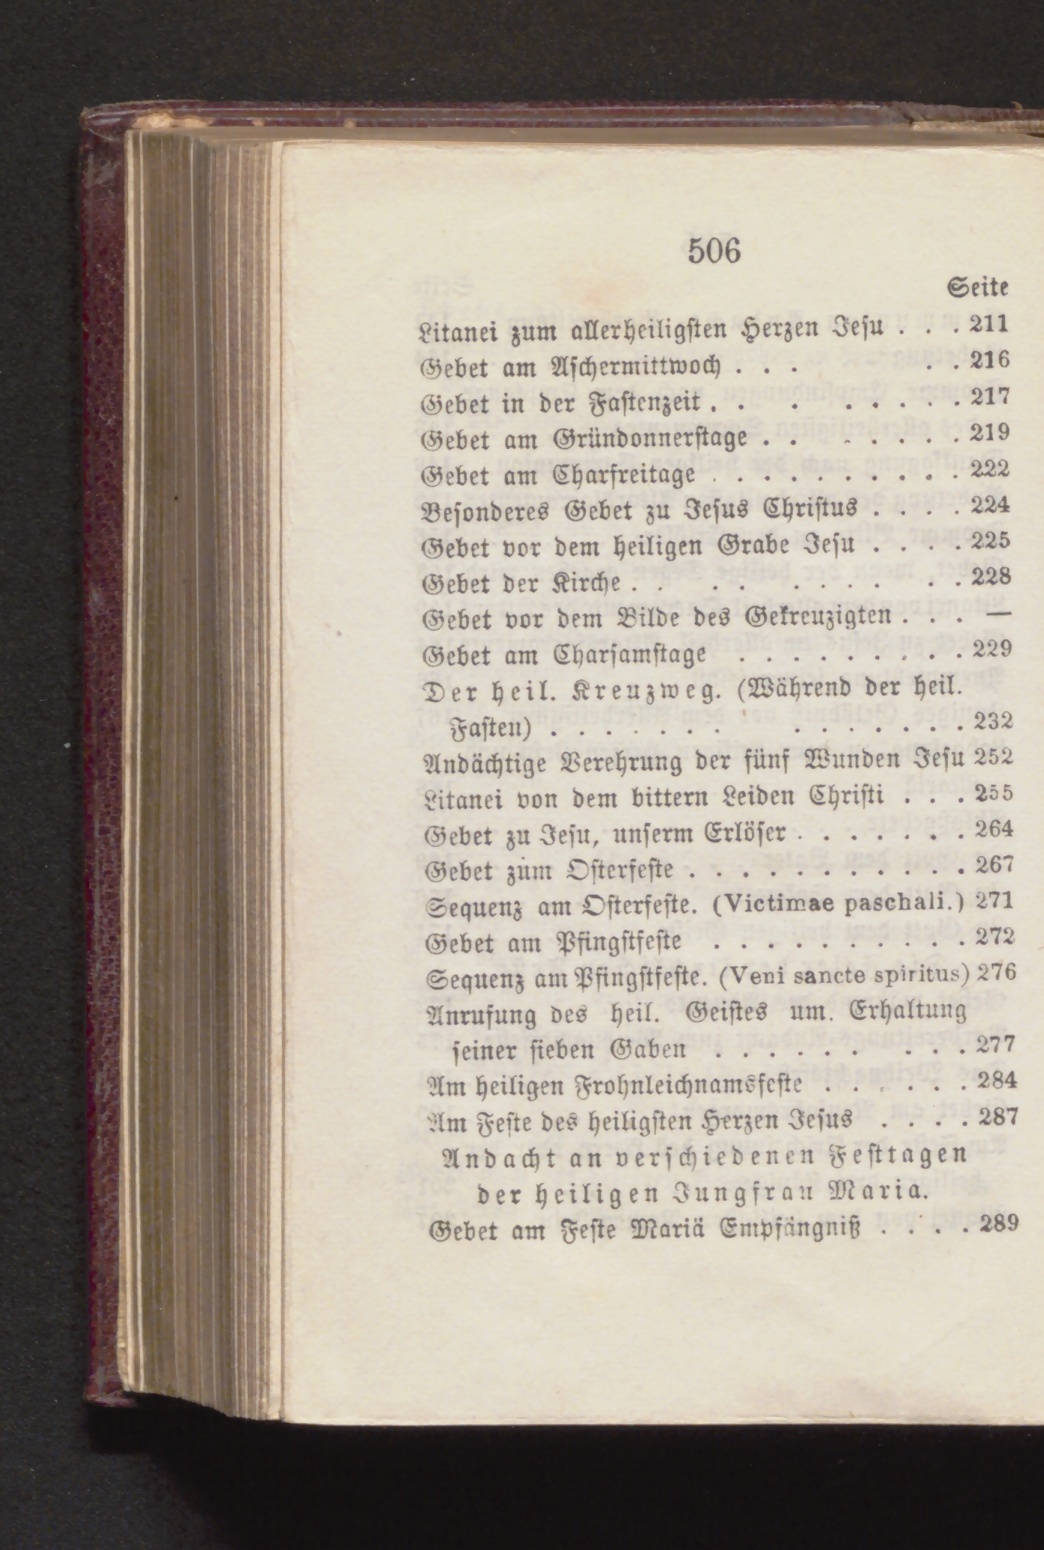 506
Seite
Litanei zum allerheiligsten Herzen Jesu . . . 211
Gebet am Aschermittwoch . . . . . 216
Gebet in der Fastenzeit . . . . . . . . 217
Gebet am Gründonnerstage . . . . . . . 219
Gebet am Charfreitage . . . . . . . . . . 222
Besonderes Gebet zu Jesus Christus . . . . 224
Gebet vor dem heiligen Grabe Jesu . . . . 225
Gebet der Kirche . . . . . . . . . . 228
Gebet vor dem Bilde des Gekreuzigten . . . —
Gebet am Charsamstage . . . . . . . . . 229
Der heil. Kreuzweg. (Während der heil.
Fasten) . . . . . . . . . . . . . . 232
Andächtige Verehrung der fünf Wunden Jesu 252
Litanei von dem bittern Leiden Christi . . . 255
Gebet zu Jesu, unserm Erlöser . . . . . . . 264
Gebet zum Osterfeste . . . . . . . . . . . 267
Sequenz am Osterfeste. (Victimae paschali.) 271
Gebet am Pfingstfeste . . . . . . . . . . 272
Sequenz am Pfingstfeste. (Veni sancte spiritus) 276
Anrufung des heil. Geistes um. Erhaltung
seiner sieben Gaben . . . . . . . . . 277
Am heiligen Frohnleichnamsfeste . . . . . . 284
Am Feste des heiligsten Herzen Jesus . . . . 287
Andacht an verschiedenen Festtagen
der heiligen Jungfrau Maria.
Gebet am Feste Mariä Empfängniß . . . . 289